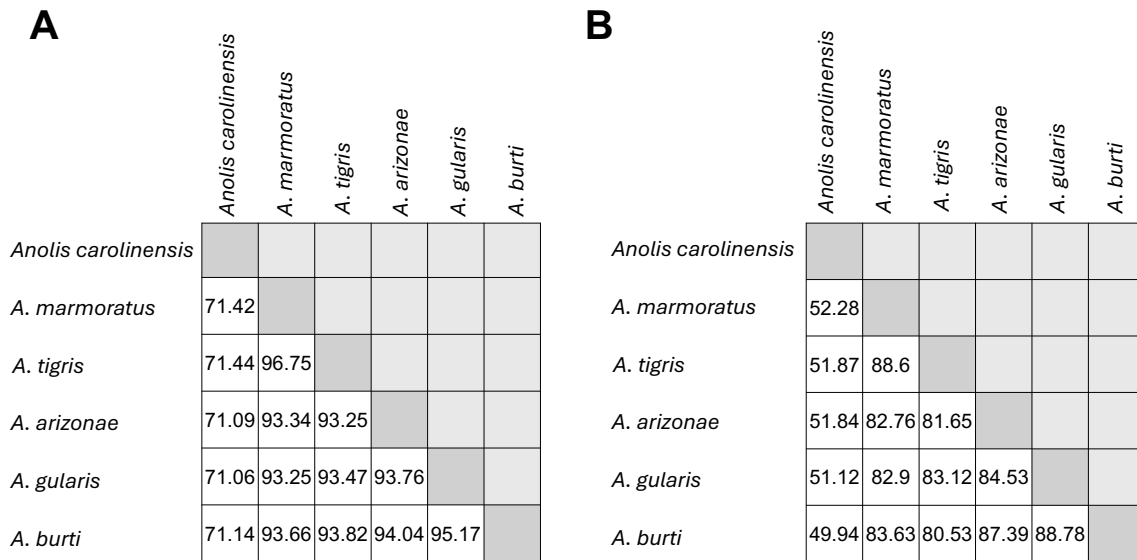 A
B
Anolis carolinensis
A. marmoratus
A. tigris
A. arizonae
A. gularis
A. burti
Anolis carolinensis
A. marmoratus 71.42
A. tigris 71.44 96.75
A. arizonae 71.09 93.34 93.25
A. gularis 71.06 93.25 93.47 93.76
A. burti 71.14 93.66 93.82 94.04 95.17
Anolis carolinensis
A. marmoratus
A. tigris
A. arizonae
A. gularis
A. burti
Anolis carolinensis
A. marmoratus 52.28
A. tigris 51.87 88.6
A. arizonae 51.84 82.76 81.65
A. gularis 51.12 82.9 83.12 84.53
A. burti 49.94 83.63 80.53 87.39 88.78